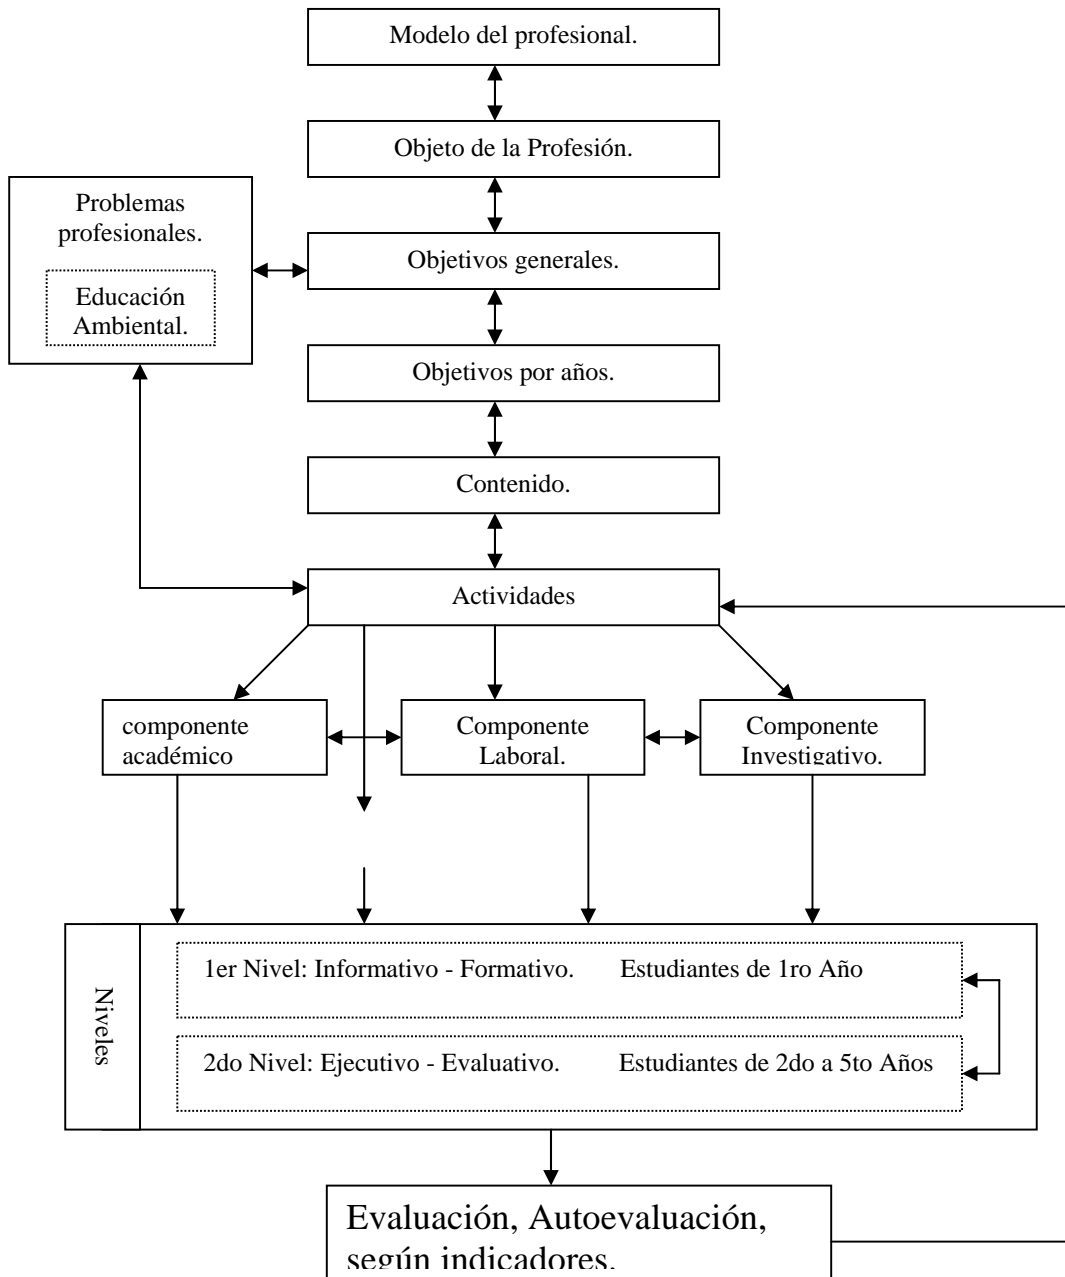 Modelo del profesional.
Objeto de la Profesión.
Problemas
profesionales.
Educación
Ambiental.
Objetivos generales.
Objetivos por años.
Contenido.
Actividades
componente
académico
Componente
Laboral.
Componente
Investigativo.
Niveles
1er Nivel: Informativo - Formativo. Estudiantes de 1ro Año
2do Nivel: Ejecutivo - Evaluativo. Estudiantes de 2do a 5to Años
Evaluación, Autoevaluación,
según indicadores.